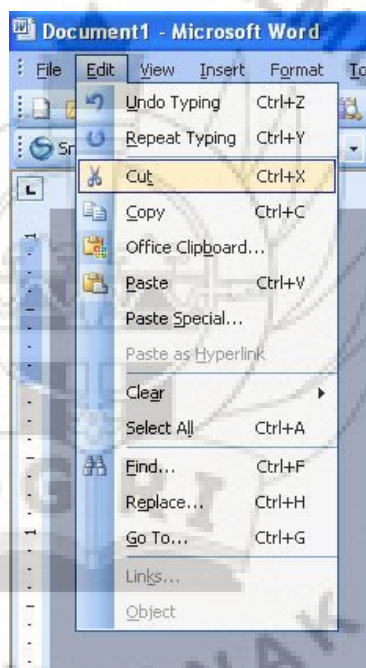 Document1 - Microsoft Word
File Edit View Insert Format
Undo Typing Ctrl+Z
Repeat Typing Ctrl+Y
Cut Ctrl+X
Copy Ctrl+C
Office Clipboard...
Paste Ctrl+V
Paste Special...
Paste as Hyperlink
Clear
Select All Ctrl+A
Find... Ctrl+F
Replace... Ctrl+H
Go To... Ctrl+G
Links...
Object